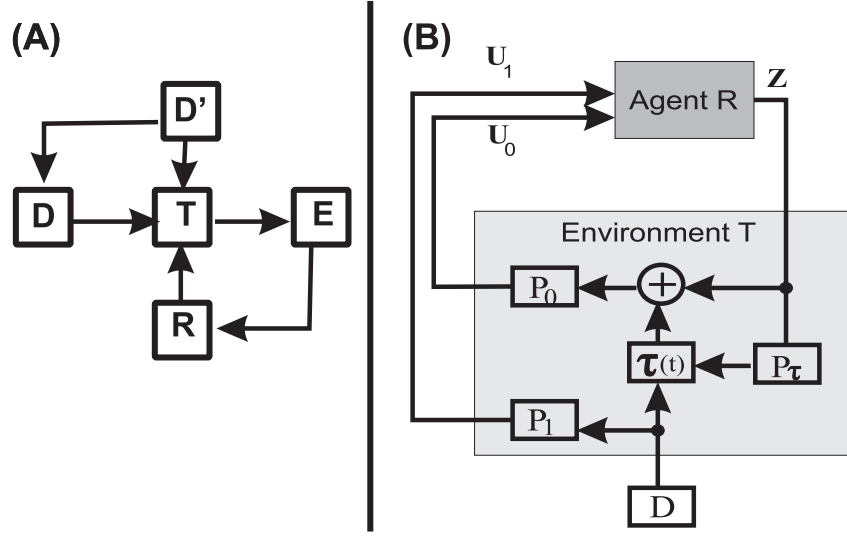 (A)
D’
D
T
E
R
(B)
U1
Agent R
Z
U0
Environment T
P0
+
τ(t)
Pτ
P1
D